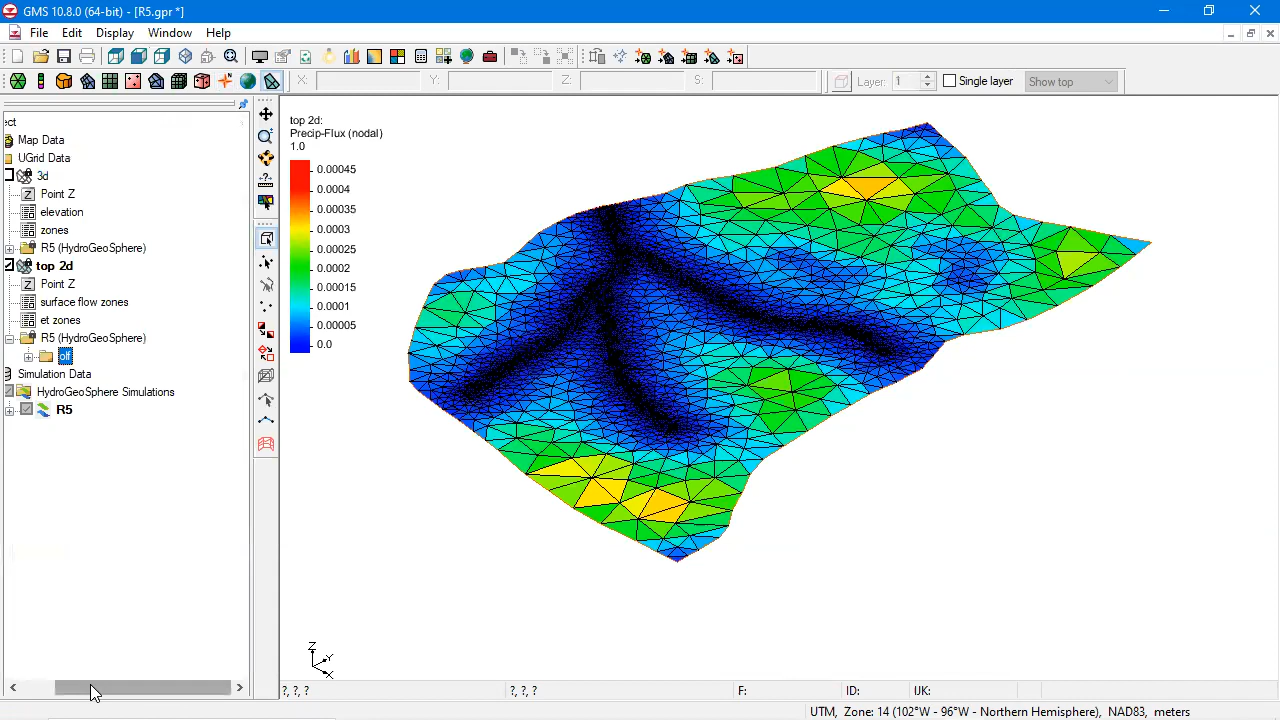 GMS 10.8.0 (64-bit) - [R5.gpr *]
File Edit Display Window Help
X: Y: Z: S: Layer: 1 Single layer Show top
ect
Map Data
UGrid Data
3d
Point Z
elevation
zones
R5 (HydroGeoSphere)
top 2d
Point Z
surface flow zones
et zones
R5 (HydroGeoSphere)
olf
Simulation Data
HydroGeoSphere Simulations
R5
top 2d:
Precip-Flux (nodal)
1.0
0.00045
0.0004
0.00035
0.0003
0.00025
0.0002
0.00015
0.0001
0.00005
0.0
Z
Y
X
?, ?, ? ?, ?, ? F: ID: IJK:
UTM, Zone: 14 (102°W - 96°W - Northern Hemisphere), NAD83, meters